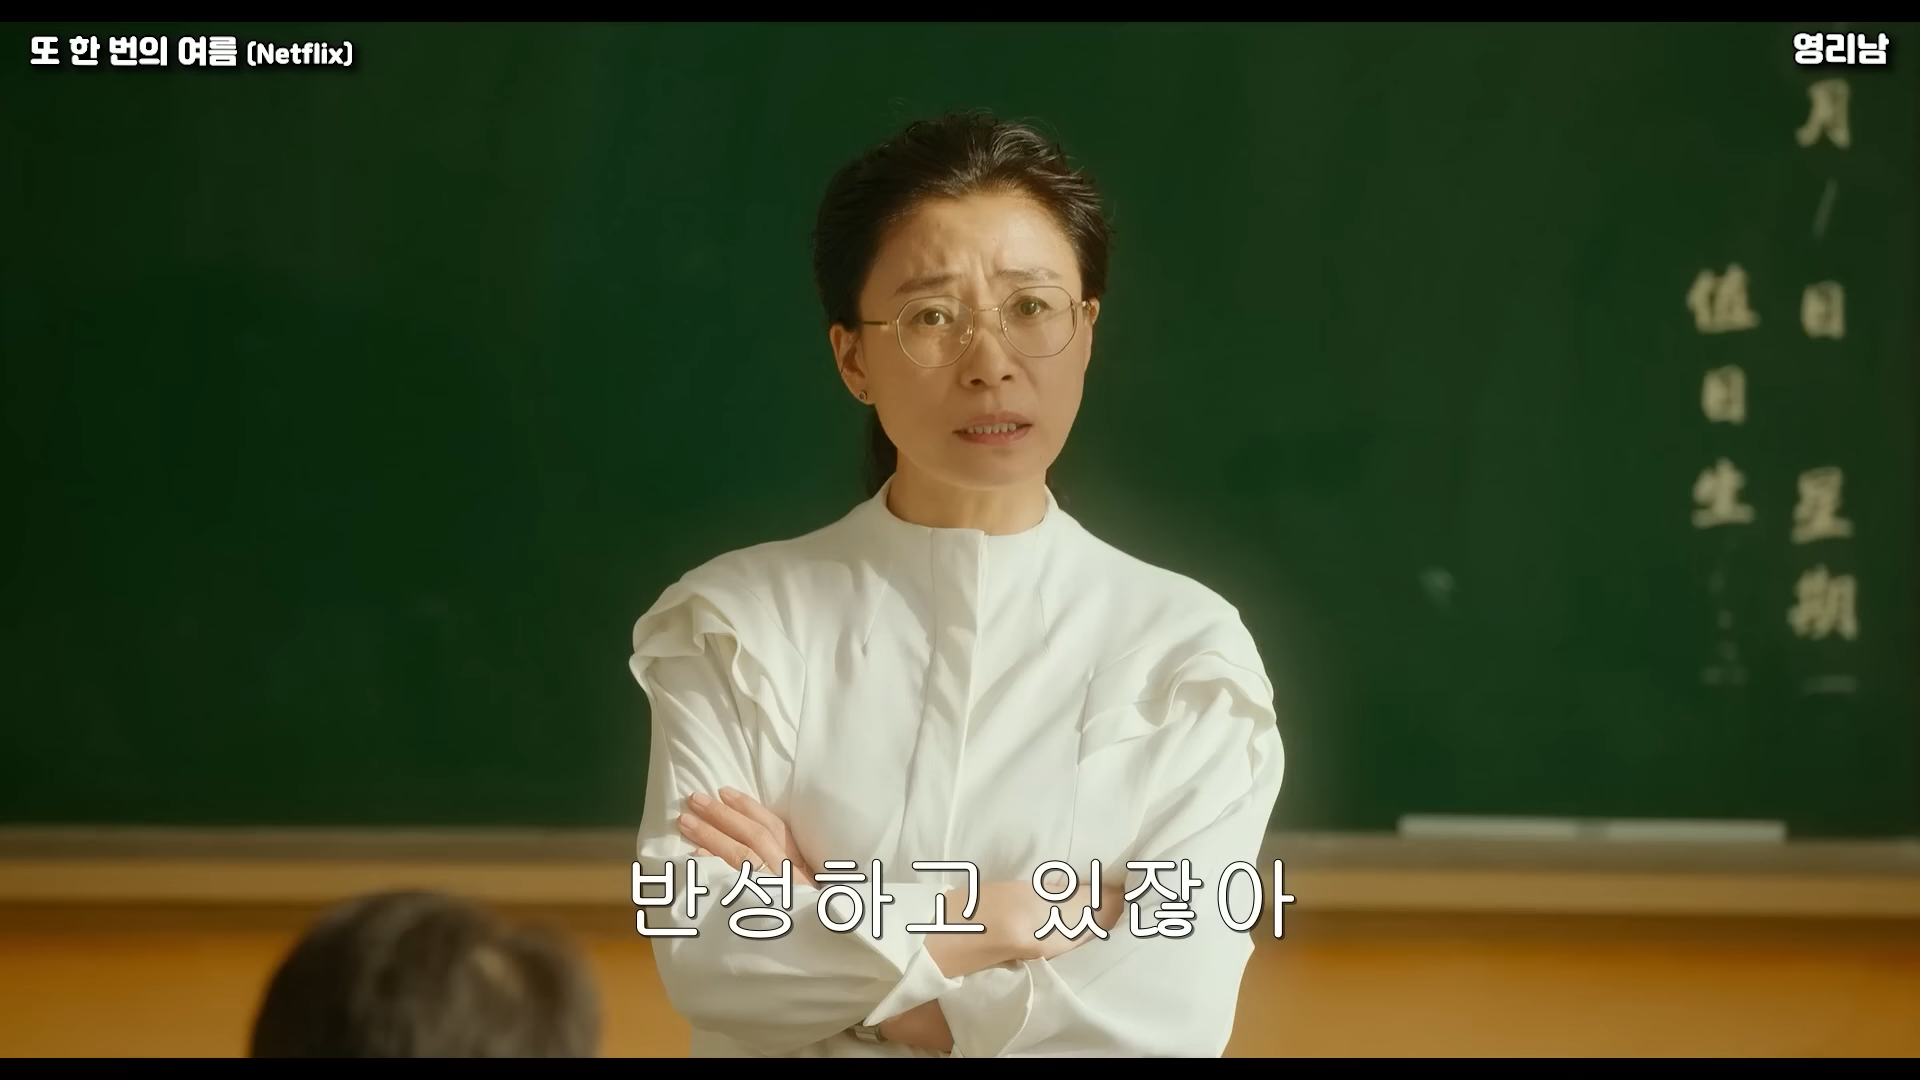 또 한 번의 여름 (Netflix)
영리남
月/日 星期一
值日生
반성하고 있잖아